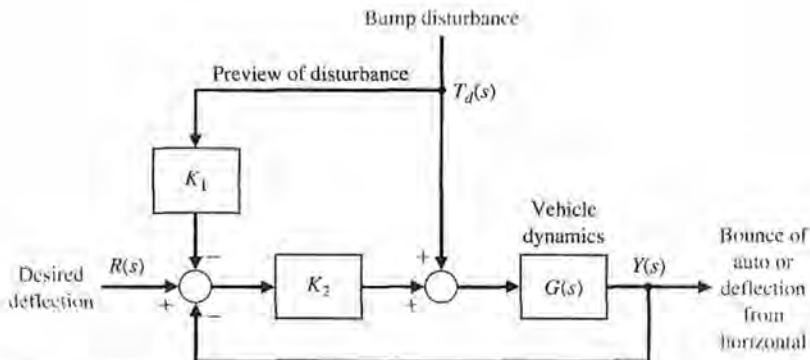 Bump disturbance
Preview of disturbance
T_d(s)
K_1
Vehicle
dynamics
Bounce of
auto or
deflection
from
horizontal
Desired
deflection
R(s)
+
−
−
K_2
+
+
G(s)
Y(s)